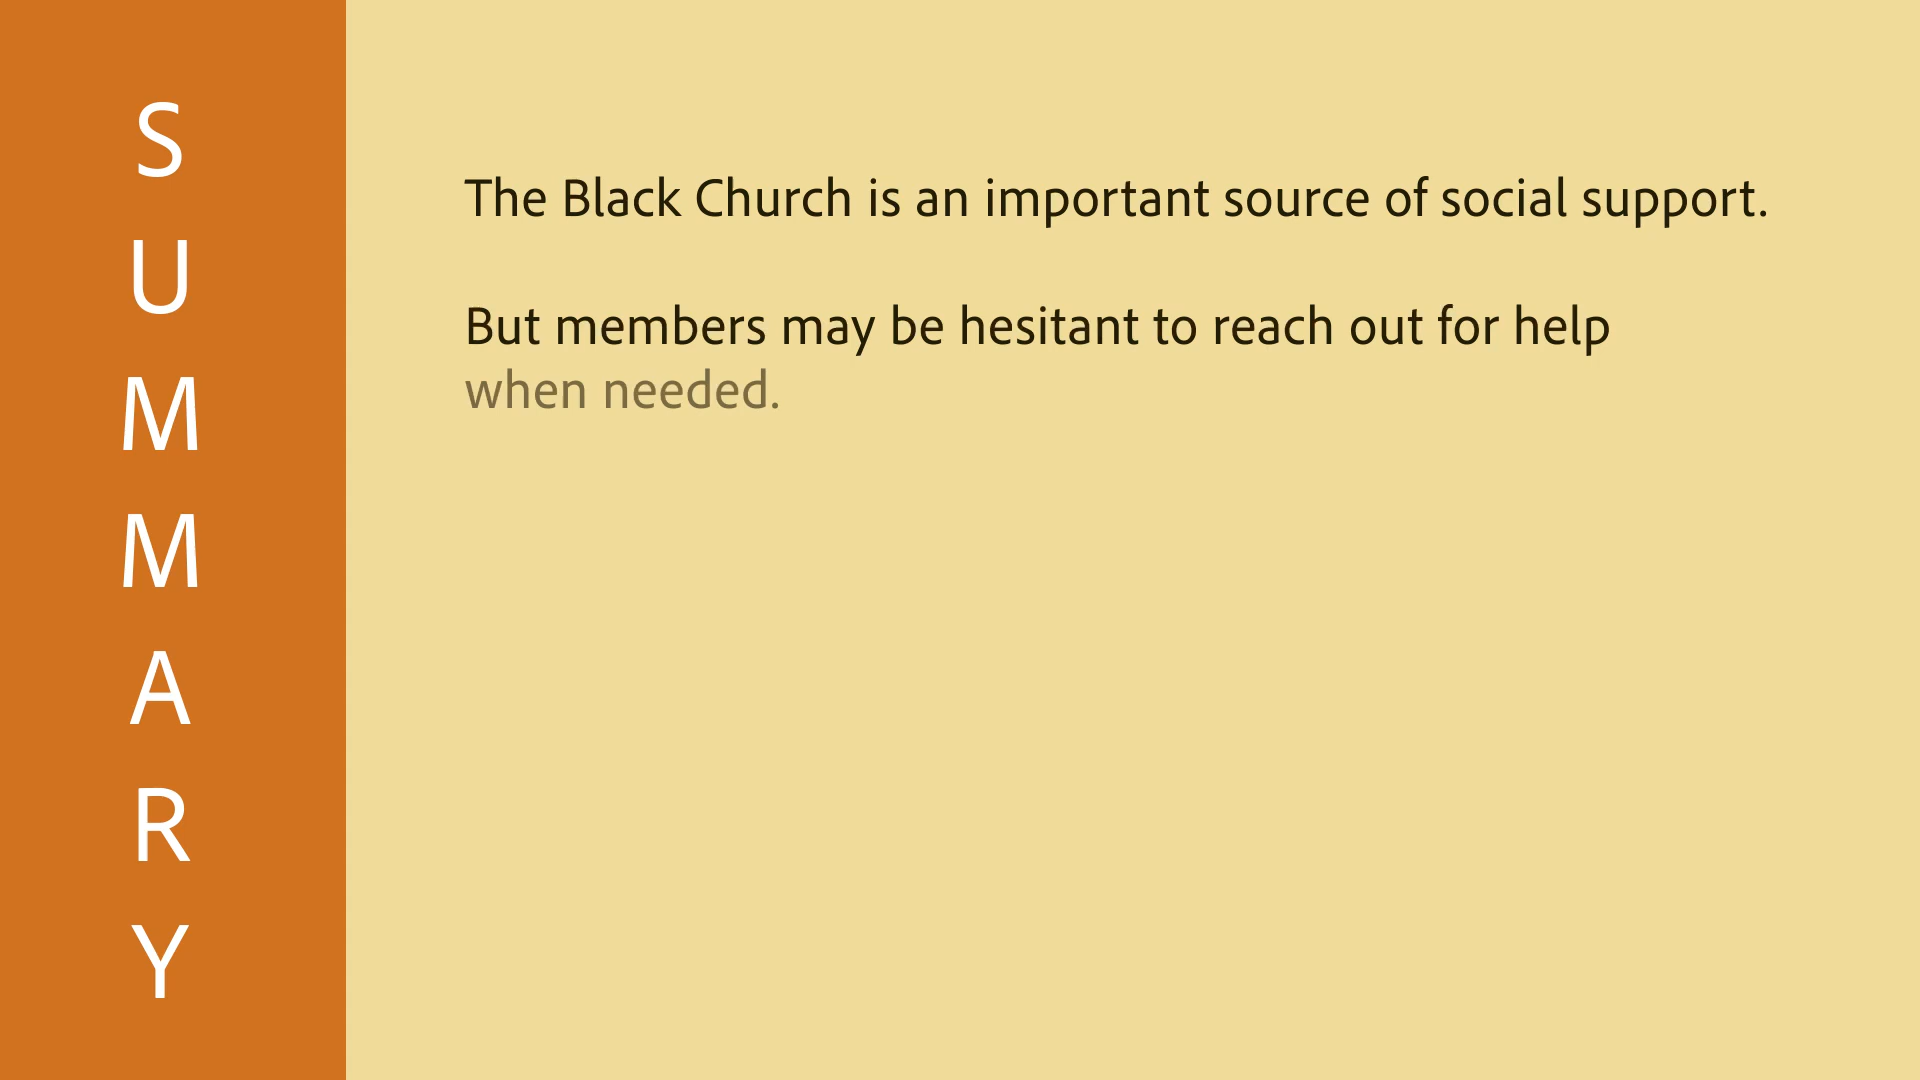 SUMMARY
The Black Church is an important source of social support.
But members may be hesitant to reach out for help
when needed.